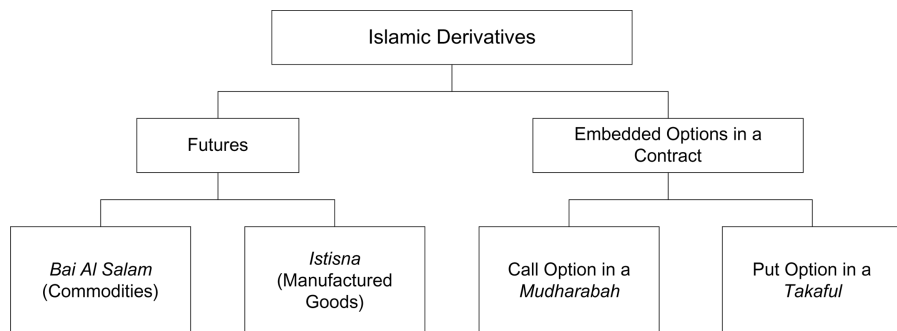 Islamic Derivatives
Futures
Embedded Options in a
Contract
Bai Al Salam
(Commodities)
Istisna
(Manufactured
Goods)
Call Option in a
Mudharabah
Put Option in a
Takaful